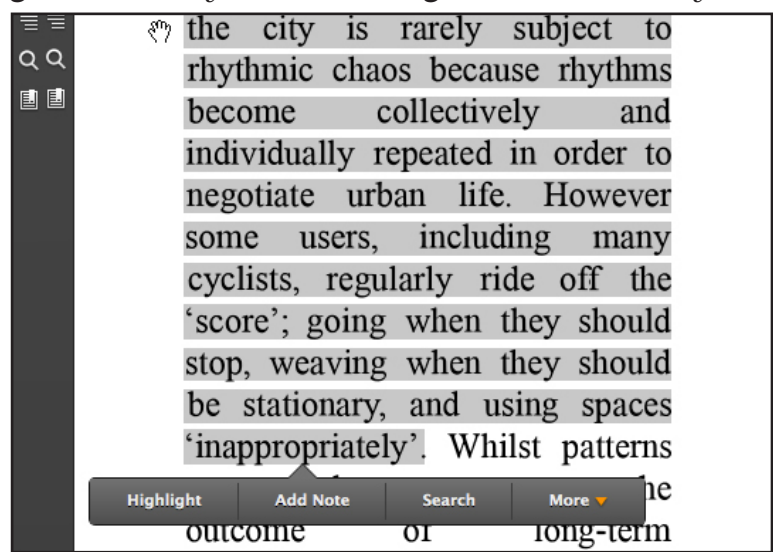 the city is rarely subject to
rhythmic chaos because rhythms
become collectively and
individually repeated in order to
negotiate urban life. However
some users, including many
cyclists, regularly ride off the
‘score’; going when they should
stop, weaving when they should
be stationary, and using spaces
‘inappropriately’. Whilst patterns
Highlight Add Note Search More
outcome of long-term